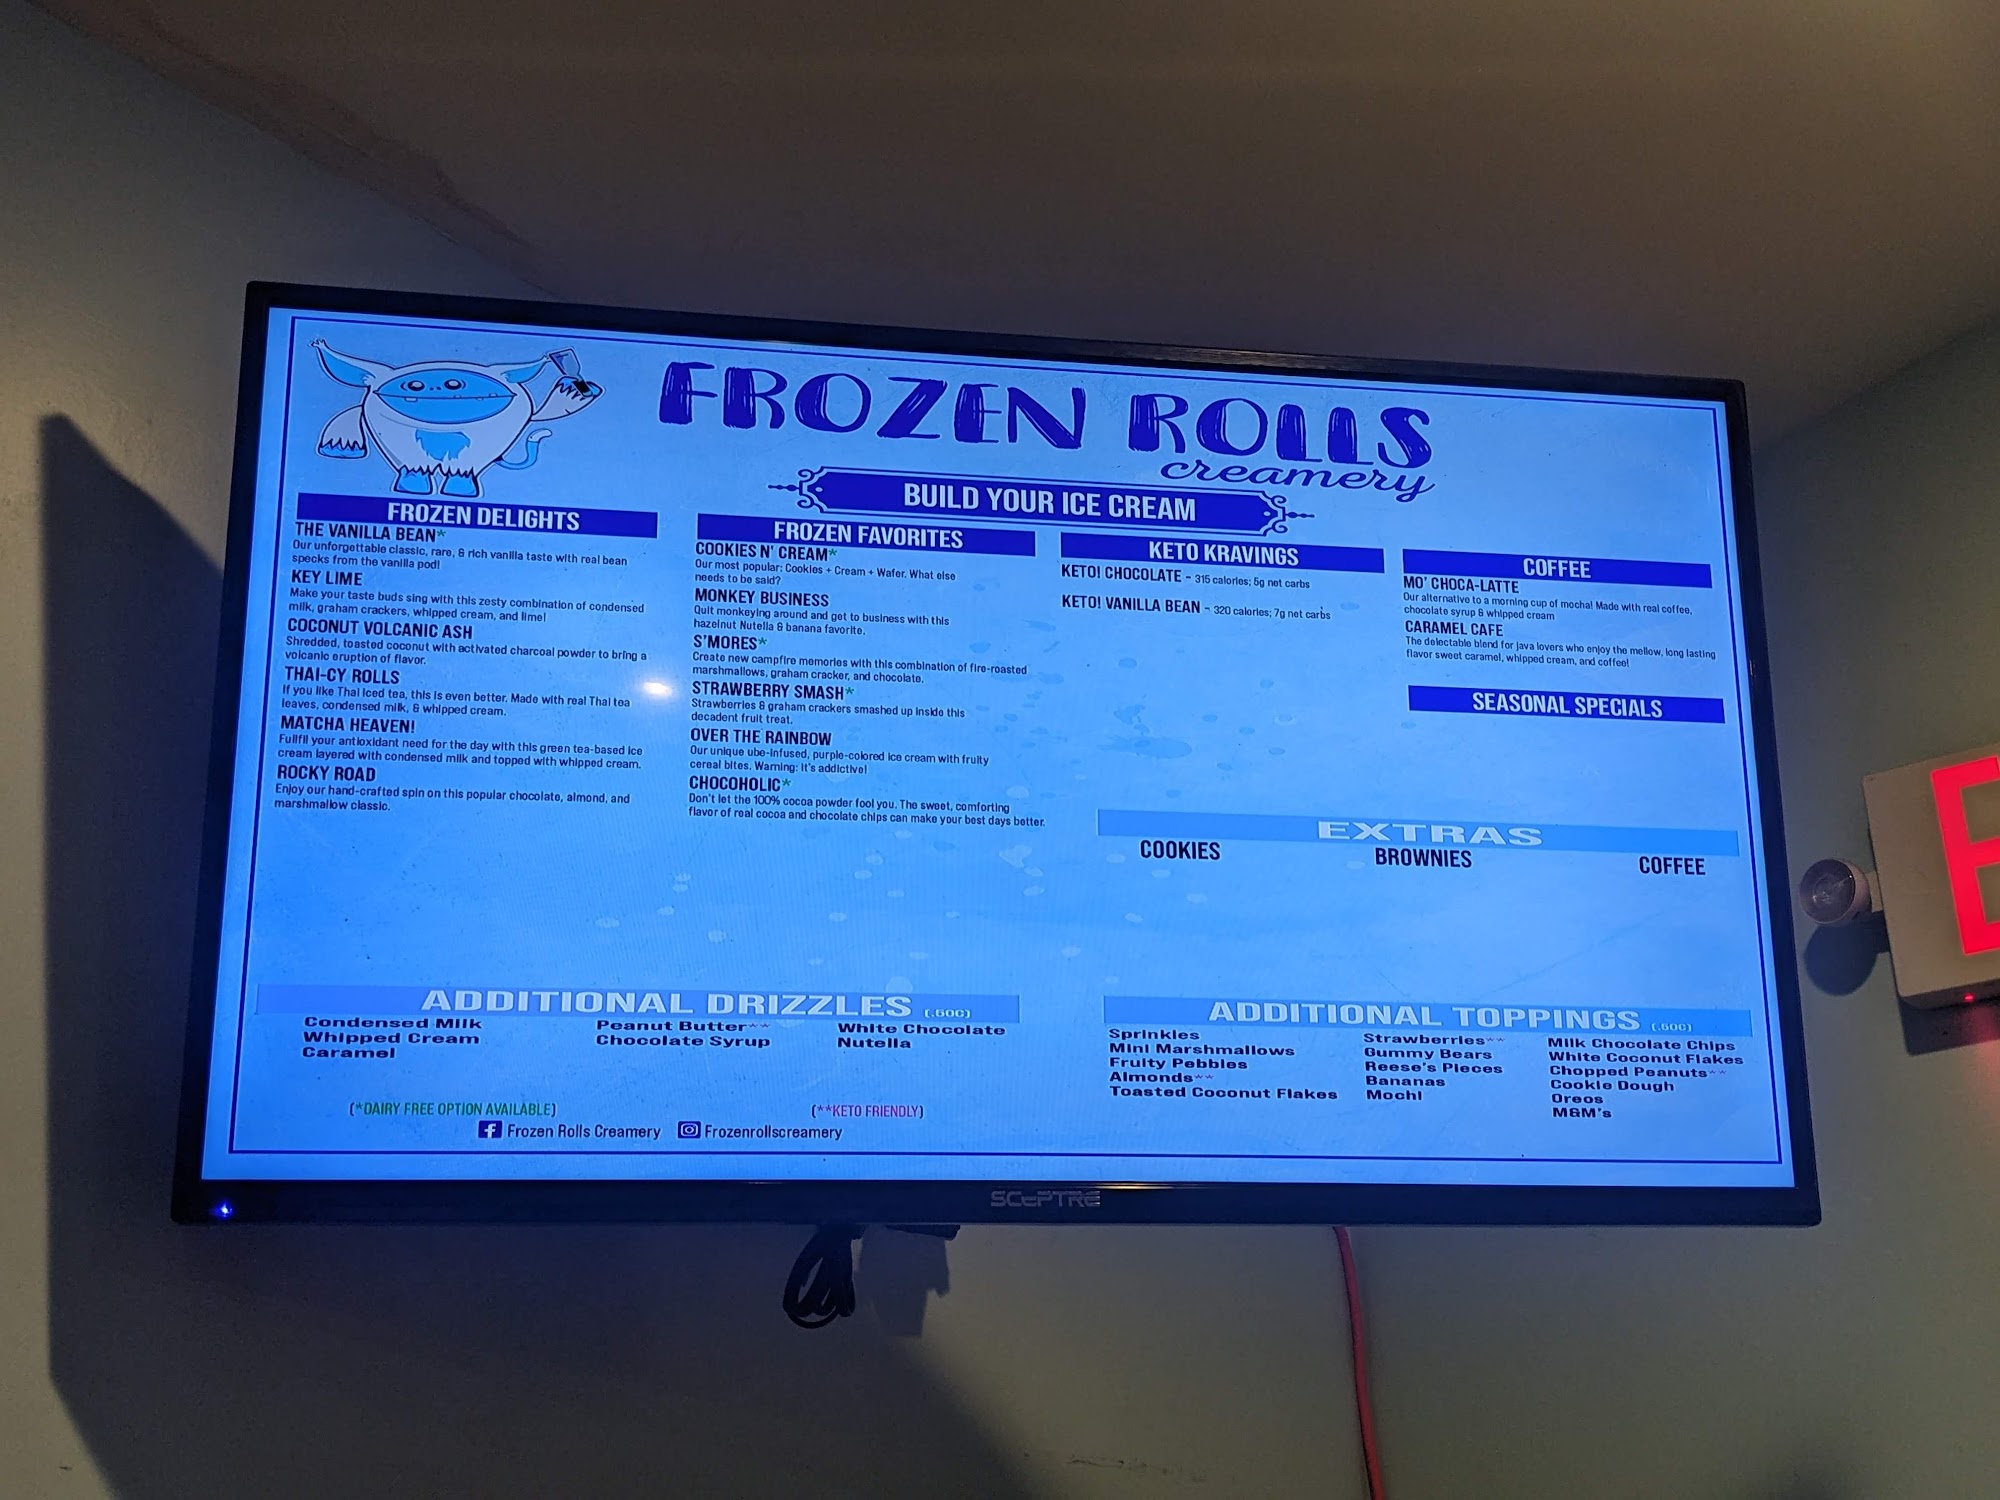 FROZEN ROLLS
creamery
BUILD YOUR ICE CREAM
FROZEN DELIGHTS
THE VANILLA BEAN*
Our unforgettable classic, rare, & rich vanilla taste with real bean
specks from the vanilla pod!
KEY LIME
Make your taste buds sing with this zesty combination of condensed
milk, graham crackers, whipped cream, and lime!
COCONUT VOLCANIC ASH
Shredded, toasted coconut with activated charcoal powder to bring a
volcanic eruption of flavor.
THAI-CY ROLLS
If you like Thai iced tea, this is even better. Made with real Thai tea
leaves, condensed milk, & whipped cream.
MATCHA HEAVEN!
Fullfil your antioxidant need for the day with this green tea-based ice
cream layered with condensed milk and topped with whipped cream.
ROCKY ROAD
Enjoy our hand-crafted spin on this popular chocolate, almond, and
marshmallow classic.
FROZEN FAVORITES
COOKIES N' CREAM*
Our most popular: Cookies + Cream + Wafer. What else
needs to be said?
MONKEY BUSINESS
Quit monkeying around and get to business with this
hazelnut Nutella & banana favorite.
S'MORES*
Create new campfire memories with this combination of fire-roasted
marshmallows, graham cracker, and chocolate.
STRAWBERRY SMASH*
Strawberries & graham crackers smashed up inside this
decadent fruit treat.
OVER THE RAINBOW
Our unique ube-infused, purple-colored ice cream with fruity
cereal bites. Warning: it's addictive!
CHOCOHOLIC*
Don't let the 100% cocoa powder fool you. The sweet, comforting
flavor of real cocoa and chocolate chips can make your best days better.
KETO KRAVINGS
KETO! CHOCOLATE - 315 calories; 5g net carbs
KETO! VANILLA BEAN - 320 calories; 7g net carbs
COFFEE
MO' CHOCA-LATTE
Our alternative to a morning cup of mocha! Made with real coffee,
chocolate syrup & whipped cream
CARAMEL CAFE
The delectable blend for java lovers who enjoy the mellow, long lasting
flavor sweet caramel, whipped cream, and coffee!
SEASONAL SPECIALS
EXTRAS
COOKIES BROWNIES COFFEE
ADDITIONAL DRIZZLES (.50C)
Condensed Milk
Whipped Cream
Caramel
Peanut Butter**
Chocolate Syrup
White Chocolate
Nutella
ADDITIONAL TOPPINGS (.50C)
Sprinkles
Mini Marshmallows
Fruity Pebbles
Almonds**
Toasted Coconut Flakes
Strawberries**
Gummy Bears
Reese's Pieces
Bananas
Mochi
Milk Chocolate Chips
White Coconut Flakes
Chopped Peanuts**
Cookie Dough
Oreos
M&M's
(*DAIRY FREE OPTION AVAILABLE) (**KETO FRIENDLY)
Frozen Rolls Creamery Frozenrollscreamery
SCEPTRE
E